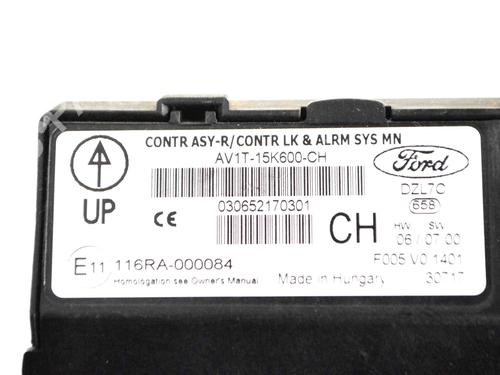 CONTR ASY-R/CONTR LK & ALRM SYS MN
AV1T-15K600-CH
Ford
DZL7C
658
UP
CE
030652170301
CH
HW SW
06 / 07.00
E11 116RA-000084
F005 V0 1401
Homologation see Owner's Manual
Made in Hungary
30717